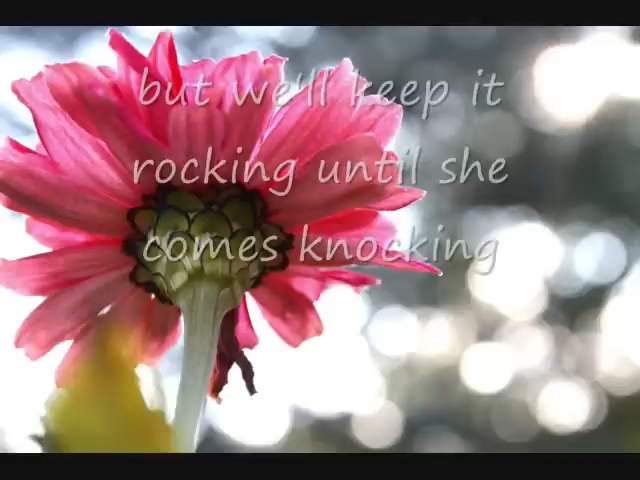 but we'll keep it
rocking until she
comes knocking